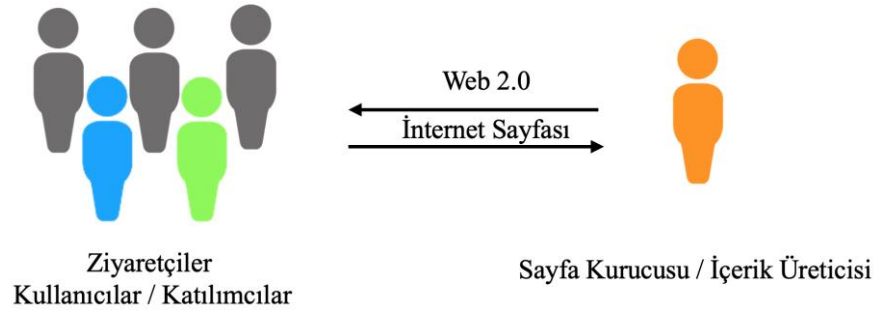 Web 2.0
İnternet Sayfası
Ziyaretçiler
Kullanıcılar / Katılımcılar
Sayfa Kurucusu / İçerik Üreticisi